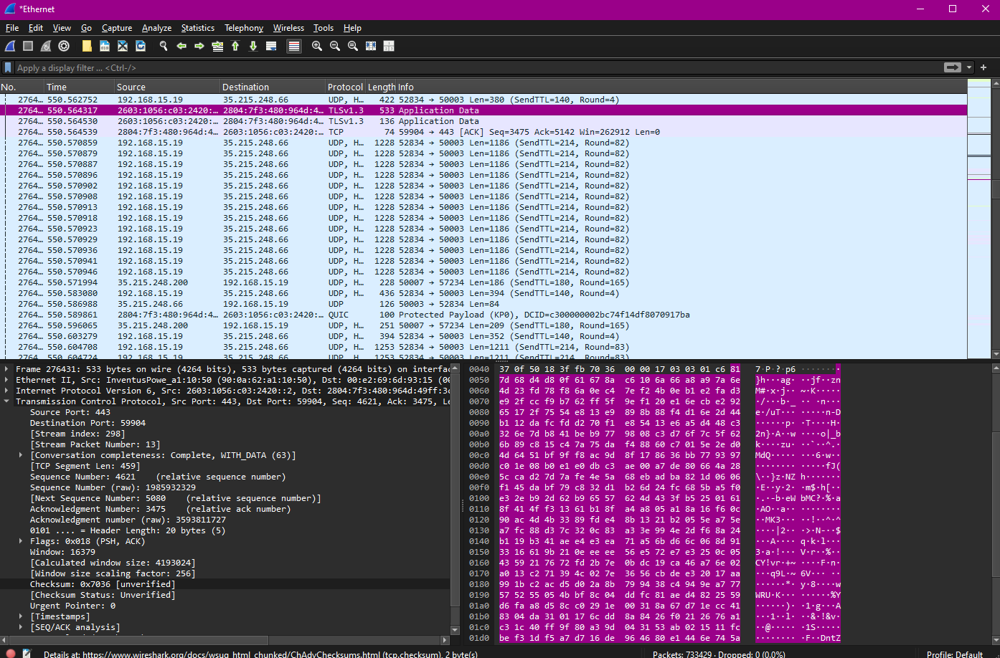 *Ethernet
File Edit View Go Capture Analyze Statistics Telephony Wireless Tools Help
Apply a display filter ... <Ctrl-/>
No. Time Source Destination Protocol Length Info
2764… 550.562752 192.168.15.19 35.215.248.66 UDP, H… 422 52834 → 50003 Len=380 (SendTTL=140, Round=4)
2764… 550.564317 2603:1056:c03:2420:… 2804:7f3:480:964d:4… TLSv1.3 533 Application Data
2764… 550.564530 2603:1056:c03:2420:… 2804:7f3:480:964d:4… TLSv1.3 136 Application Data
2764… 550.564539 2804:7f3:480:964d:4… 2603:1056:c03:2420:… TCP 74 59904 → 443 [ACK] Seq=3475 Ack=5142 Win=262912 Len=0
2764… 550.570859 192.168.15.19 35.215.248.66 UDP, H… 1228 52834 → 50003 Len=1186 (SendTTL=214, Round=82)
2764… 550.570879 192.168.15.19 35.215.248.66 UDP, H… 1228 52834 → 50003 Len=1186 (SendTTL=214, Round=82)
2764… 550.570887 192.168.15.19 35.215.248.66 UDP, H… 1228 52834 → 50003 Len=1186 (SendTTL=214, Round=82)
2764… 550.570896 192.168.15.19 35.215.248.66 UDP, H… 1228 52834 → 50003 Len=1186 (SendTTL=214, Round=82)
2764… 550.570902 192.168.15.19 35.215.248.66 UDP, H… 1228 52834 → 50003 Len=1186 (SendTTL=214, Round=82)
2764… 550.570908 192.168.15.19 35.215.248.66 UDP, H… 1228 52834 → 50003 Len=1186 (SendTTL=214, Round=82)
2764… 550.570913 192.168.15.19 35.215.248.66 UDP, H… 1228 52834 → 50003 Len=1186 (SendTTL=214, Round=82)
2764… 550.570918 192.168.15.19 35.215.248.66 UDP, H… 1228 52834 → 50003 Len=1186 (SendTTL=214, Round=82)
2764… 550.570923 192.168.15.19 35.215.248.66 UDP, H… 1228 52834 → 50003 Len=1186 (SendTTL=214, Round=82)
2764… 550.570929 192.168.15.19 35.215.248.66 UDP, H… 1228 52834 → 50003 Len=1186 (SendTTL=214, Round=82)
2764… 550.570936 192.168.15.19 35.215.248.66 UDP, H… 1228 52834 → 50003 Len=1186 (SendTTL=214, Round=82)
2764… 550.570941 192.168.15.19 35.215.248.66 UDP, H… 1228 52834 → 50003 Len=1186 (SendTTL=214, Round=82)
2764… 550.570946 192.168.15.19 35.215.248.66 UDP, H… 1228 52834 → 50003 Len=1186 (SendTTL=214, Round=82)
2764… 550.571994 35.215.248.200 192.168.15.19 UDP, H… 228 50007 → 57234 Len=186 (SendTTL=180, Round=165)
2764… 550.583080 192.168.15.19 35.215.248.66 UDP, H… 436 52834 → 50003 Len=394 (SendTTL=140, Round=4)
2764… 550.586988 35.215.248.66 192.168.15.19 UDP 126 50003 → 52834 Len=84
2764… 550.589861 2804:7f3:480:964d:4… 2603:1056:c03:2420:… QUIC 100 Protected Payload (KP0), DCID=c300000002bc74f14df8070917ba
2764… 550.596065 35.215.248.200 192.168.15.19 UDP, H… 251 50007 → 57234 Len=209 (SendTTL=180, Round=165)
2764… 550.603279 192.168.15.19 35.215.248.66 UDP, H… 394 52834 → 50003 Len=352 (SendTTL=140, Round=4)
2764… 550.604708 192.168.15.19 35.215.248.66 UDP, H… 1253 52834 → 50003 Len=1211 (SendTTL=214, Round=83)
2764… 550.604724 192.168.15.19 35.215.248.66 UDP, H… 1253 52834 → 50003 Len=1211 (SendTTL=214, Round=83)
Frame 276431: 533 bytes on wire (4264 bits), 533 bytes captured (4264 bits) on interfac
Ethernet II, Src: InventusPowe_a1:10:50 (90:0a:62:a1:10:50), Dst: 00:e2:69:6d:93:15 (00
Internet Protocol Version 6, Src: 2603:1056:c03:2420::2, Dst: 2804:7f3:480:964d:49ff:3c
Transmission Control Protocol, Src Port: 443, Dst Port: 59904, Seq: 4621, Ack: 3475, Le
Source Port: 443
Destination Port: 59904
[Stream index: 298]
[Stream Packet Number: 13]
[Conversation completeness: Complete, WITH_DATA (63)]
[TCP Segment Len: 459]
Sequence Number: 4621 (relative sequence number)
Sequence Number (raw): 1985932329
[Next Sequence Number: 5080 (relative sequence number)]
Acknowledgment Number: 3475 (relative ack number)
Acknowledgment number (raw): 3593811727
0101 .... = Header Length: 20 bytes (5)
Flags: 0x018 (PSH, ACK)
Window: 16379
[Calculated window size: 4193024]
[Window size scaling factor: 256]
Checksum: 0x7036 [unverified]
[Checksum Status: Unverified]
Urgent Pointer: 0
[Timestamps]
[SEQ/ACK analysis]
0040 37 0f 50 18 3f fb 70 36 00 00 17 03 03 01 c6 81
0050 7d 68 d4 d8 0f 61 67 8a c6 10 6a 66 a8 a9 7a 6e
0060 4d 23 fd 78 f8 6a 0e c4 7e f2 4b 0e b1 e2 fa d3
0070 e9 2f cc f9 b7 62 ff 5f 9e f1 20 e1 6e cb e2 92
0080 65 17 2f 75 54 e8 13 e9 89 8b 88 f4 d1 6e 2d 44
0090 b1 12 da fc fd d2 70 f1 e8 54 13 e6 a5 d4 48 c3
00a0 32 6e 7d b8 41 be b9 77 98 08 c3 d7 6f 7c 5f 62
00b0 6b 89 c8 15 c4 7a 75 da f4 88 60 c7 01 5e 2e d0
00c0 4d 64 51 bf 9f f8 ac 9d 8f 17 86 36 bb 77 93 97
00d0 c0 1e 08 b0 e1 e0 db c3 ae 00 a7 de 80 66 4a 28
00e0 5c ca d2 7d 7a fe 4e 5a 68 eb ad ba 82 1d 06 06
00f0 f1 45 da bf 79 c8 32 d1 b2 6d 24 fc 68 5b a5 f0
0100 e3 2e b9 2d 62 b9 65 57 62 4d 43 3f b5 25 01 61
0110 8f 41 4f f3 13 61 b1 8f a4 a8 05 a1 8a 16 f6 0c
0120 90 ac 4d 4b 33 89 fd e4 8b 13 21 b2 05 5e a7 5e
0130 a7 fc 88 d3 7c 32 0c 83 a3 3e 99 4e 2d f6 8a 24
0140 b1 19 b3 41 ae e4 e3 ea 71 a5 6b d6 6c 06 8d 91
0150 33 16 61 9b 21 0e ee ee 56 e5 72 e7 e3 25 0c 05
0160 43 59 21 76 72 fd 2b 7e 0b dc 19 ca 46 a7 6e 02
0170 a0 13 c2 71 39 4c 02 7e 36 56 cb de e3 20 17 aa
0180 99 1b c2 ac d5 d0 2a 8b 79 94 38 c4 94 9e a7 77
0190 57 52 55 05 4b bf 8c 04 dd fc 81 ae d4 82 25 59
01a0 d6 fa a8 d5 8c c0 29 1e 00 31 8a 67 d7 1e cc 41
01b0 83 04 da 31 01 17 6c dd 8a 84 26 f0 21 26 76 a1
01c0 c3 1c 40 ff 9f 80 a3 9d 04 31 53 ab 02 15 11 fc
01d0 be f3 1d f5 a7 d7 16 de 96 46 80 e1 44 6e 74 5a
Details at: https://www.wireshark.org/docs/wsug_html_chunked/ChAdvChecksums.html (tcp.checksum), 2 byte(s)
Packets: 733429 · Dropped: 0 (0.0%)
Profile: Default